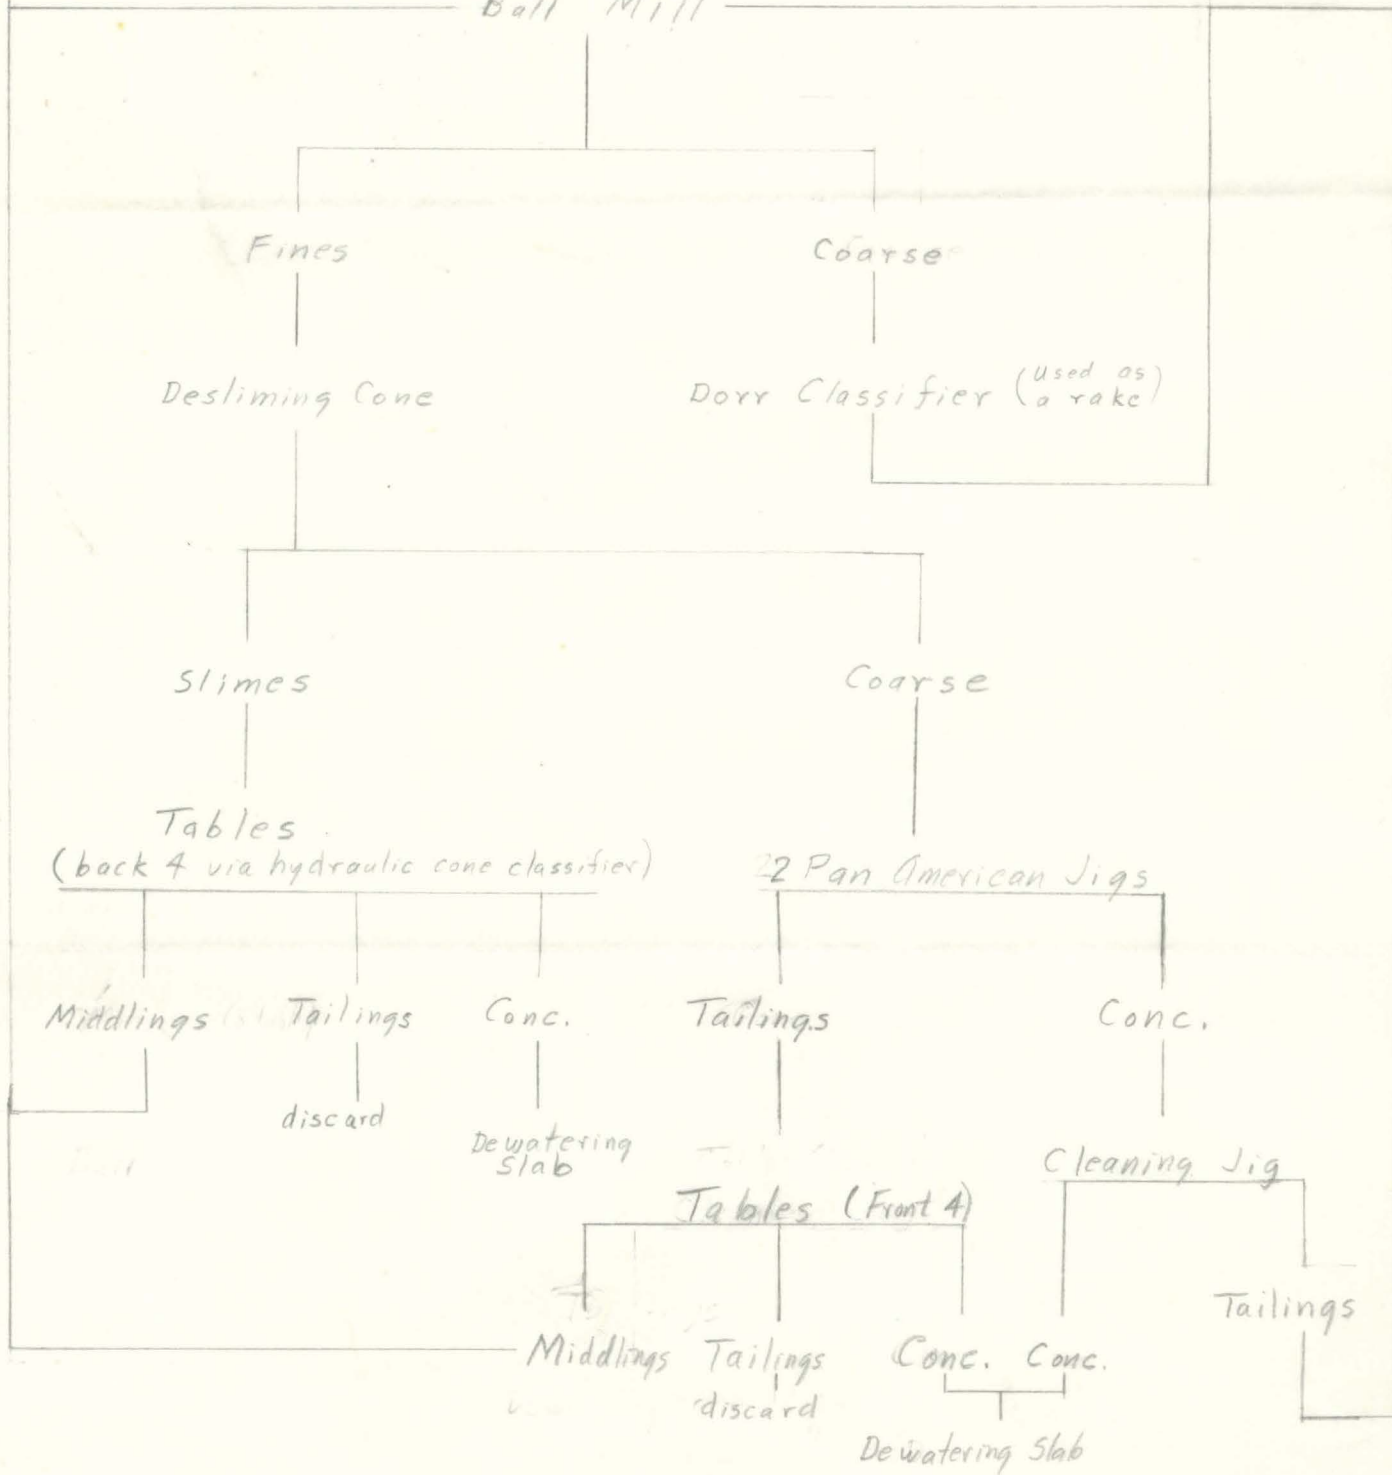 Ball Mill
Fines
Coarse
Desliming Cone
Dorr Classifier (used as
a rake)
Slimes
Coarse
Tables
(back 4 via hydraulic cone classifier)
2 Pan American Jigs
Middlings
Tailings
Conc.
Tailings
Conc.
discard
Dewatering
Slab
Cleaning Jig
Tables (Front 4)
Tailings
Middlings
Tailings
Conc.
Conc.
discard
Dewatering Slab